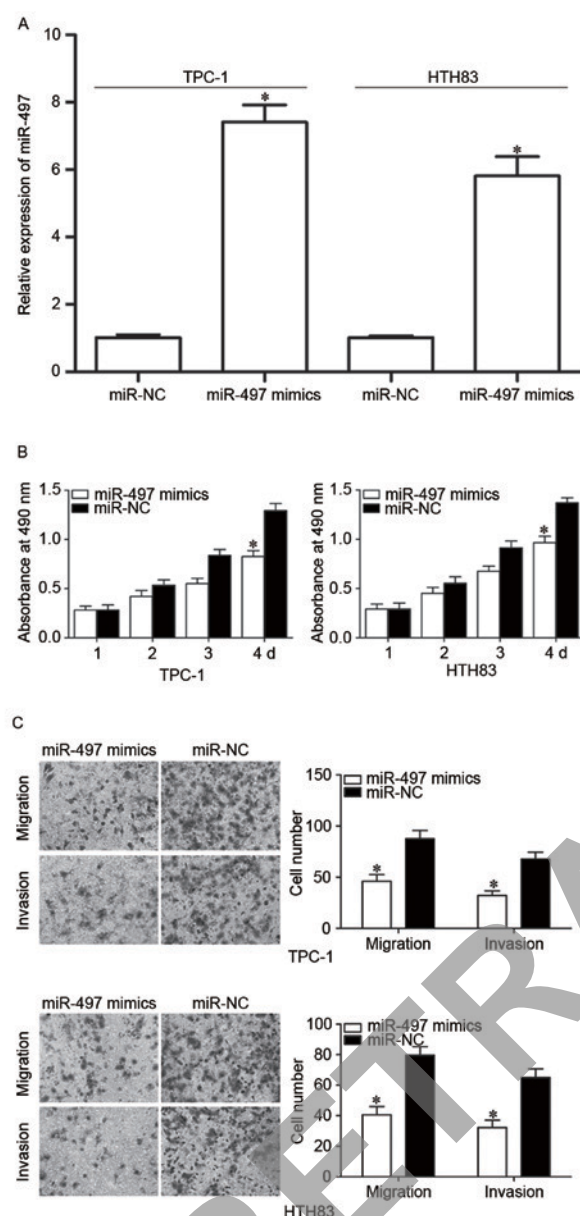 A
Relative expression of miR-497
10
8
6
4
2
0
TPC-1
HTH83
*
*
miR-NC
miR-497 mimics
miR-NC
miR-497 mimics
B
Absorbance at 490 nm
1.5
1.0
0.5
0.0
miR-497 mimics
miR-NC
*
1 2 3 4 d
TPC-1
Absorbance at 490 nm
1.5
1.0
0.5
0.0
miR-497 mimics
miR-NC
*
1 2 3 4 d
HTH83
C
miR-497 mimics
miR-NC
Migration
Invasion
Cell number
150
100
50
0
miR-497 mimics
miR-NC
*
*
Migration
Invasion
TPC-1
miR-497 mimics
miR-NC
Migration
Invasion
Cell number
100
80
60
40
20
0
miR-497 mimics
miR-NC
*
*
Migration
Invasion
HTH83
RETRA